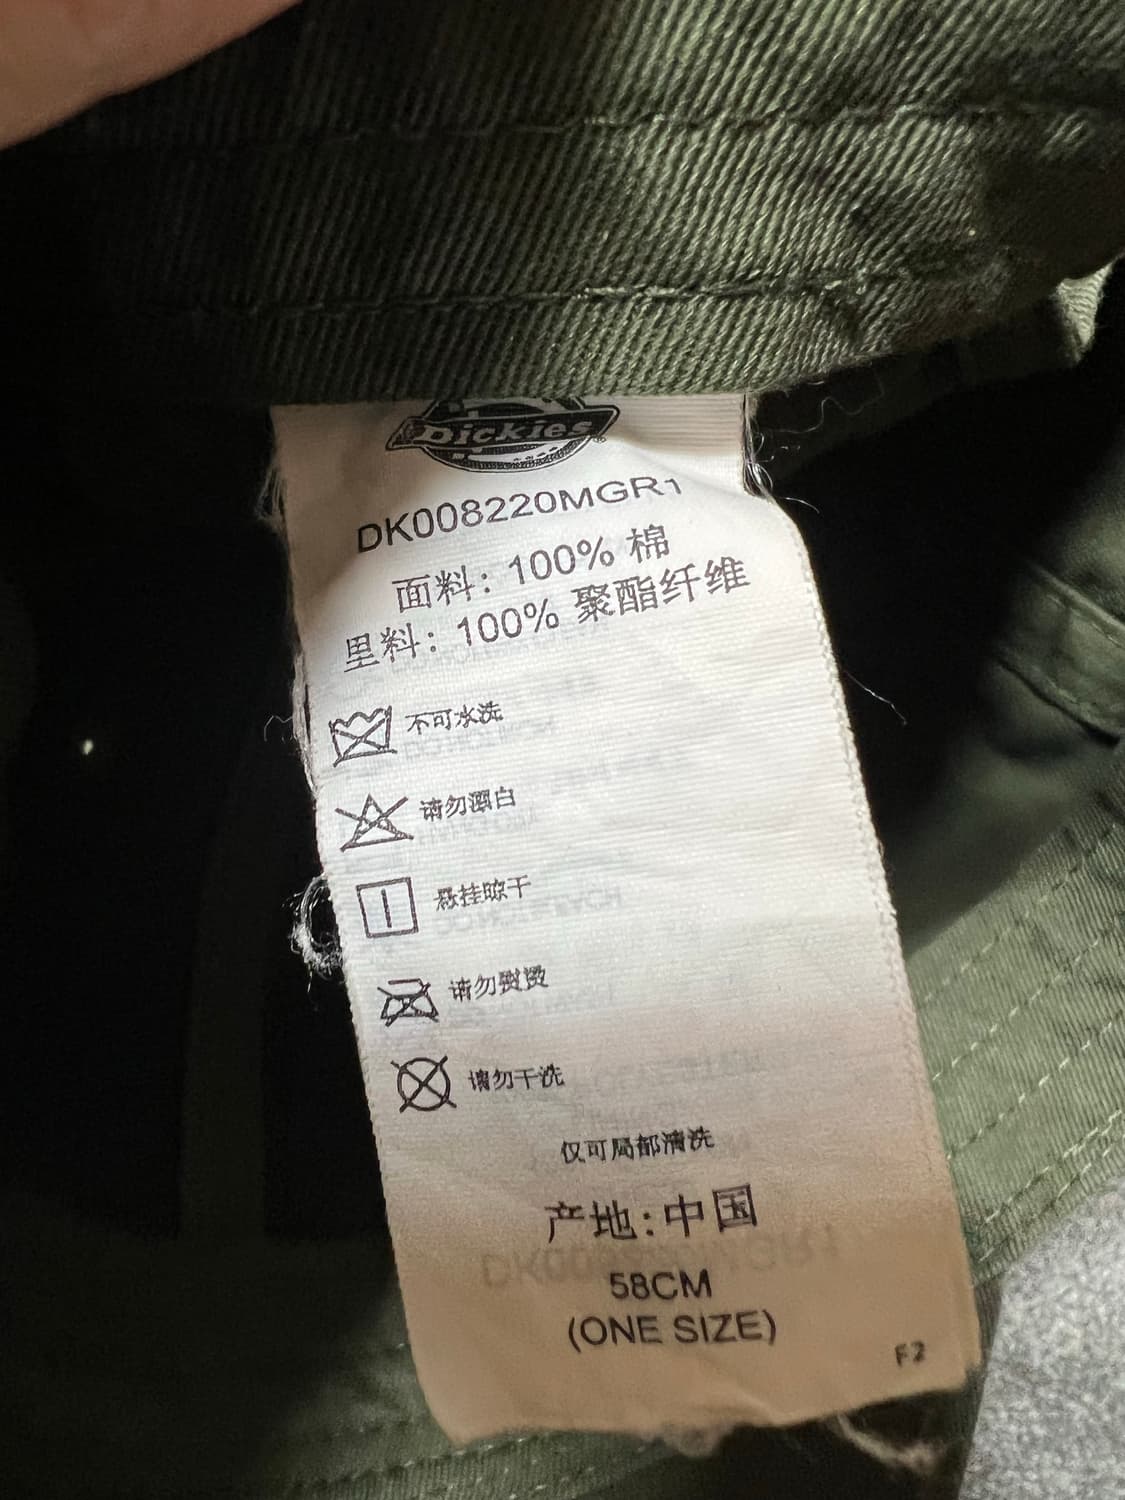 Dickies®
DK008220MGR1
面料: 100% 棉
里料: 100% 聚酯纤维
不可水洗
请勿漂白
悬挂晾干
请勿熨烫
请勿干洗
仅可局部清洗
产地:中国
58CM
(ONE SIZE)
F2